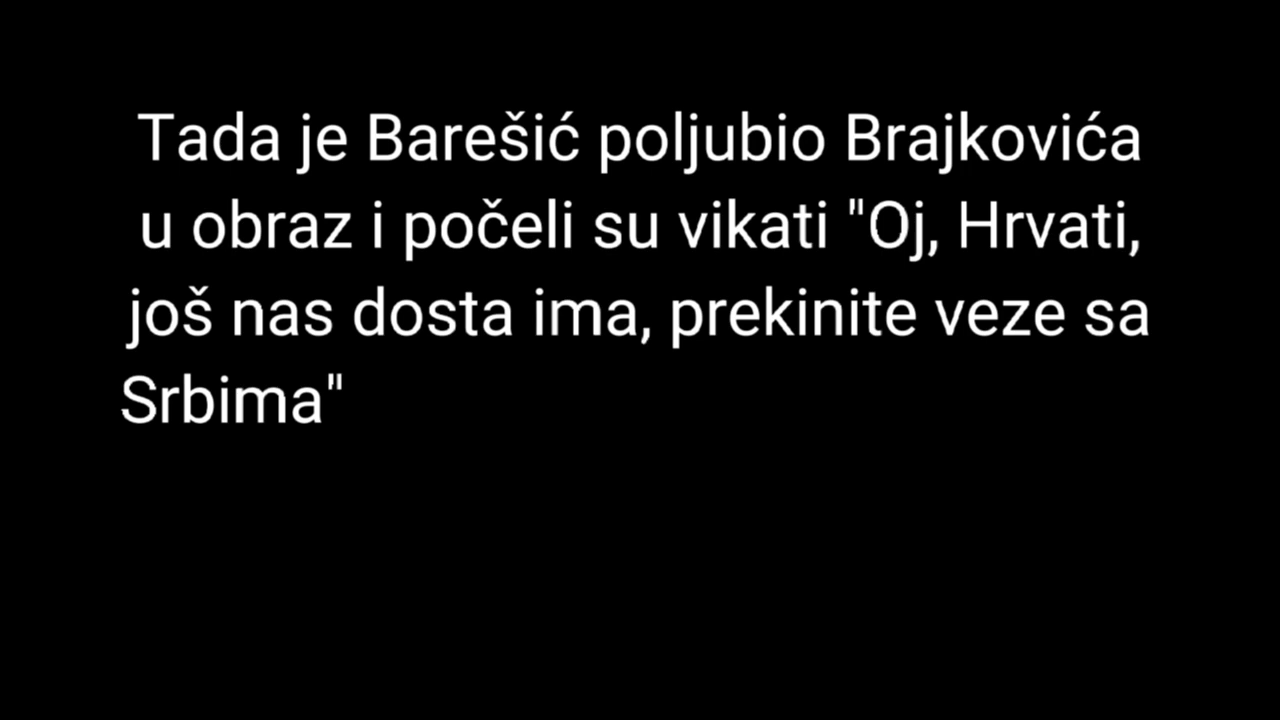 Tada je Barešić poljubio Brajkovića
u obraz i počeli su vikati "Oj, Hrvati,
još nas dosta ima, prekinite veze sa
Srbima"